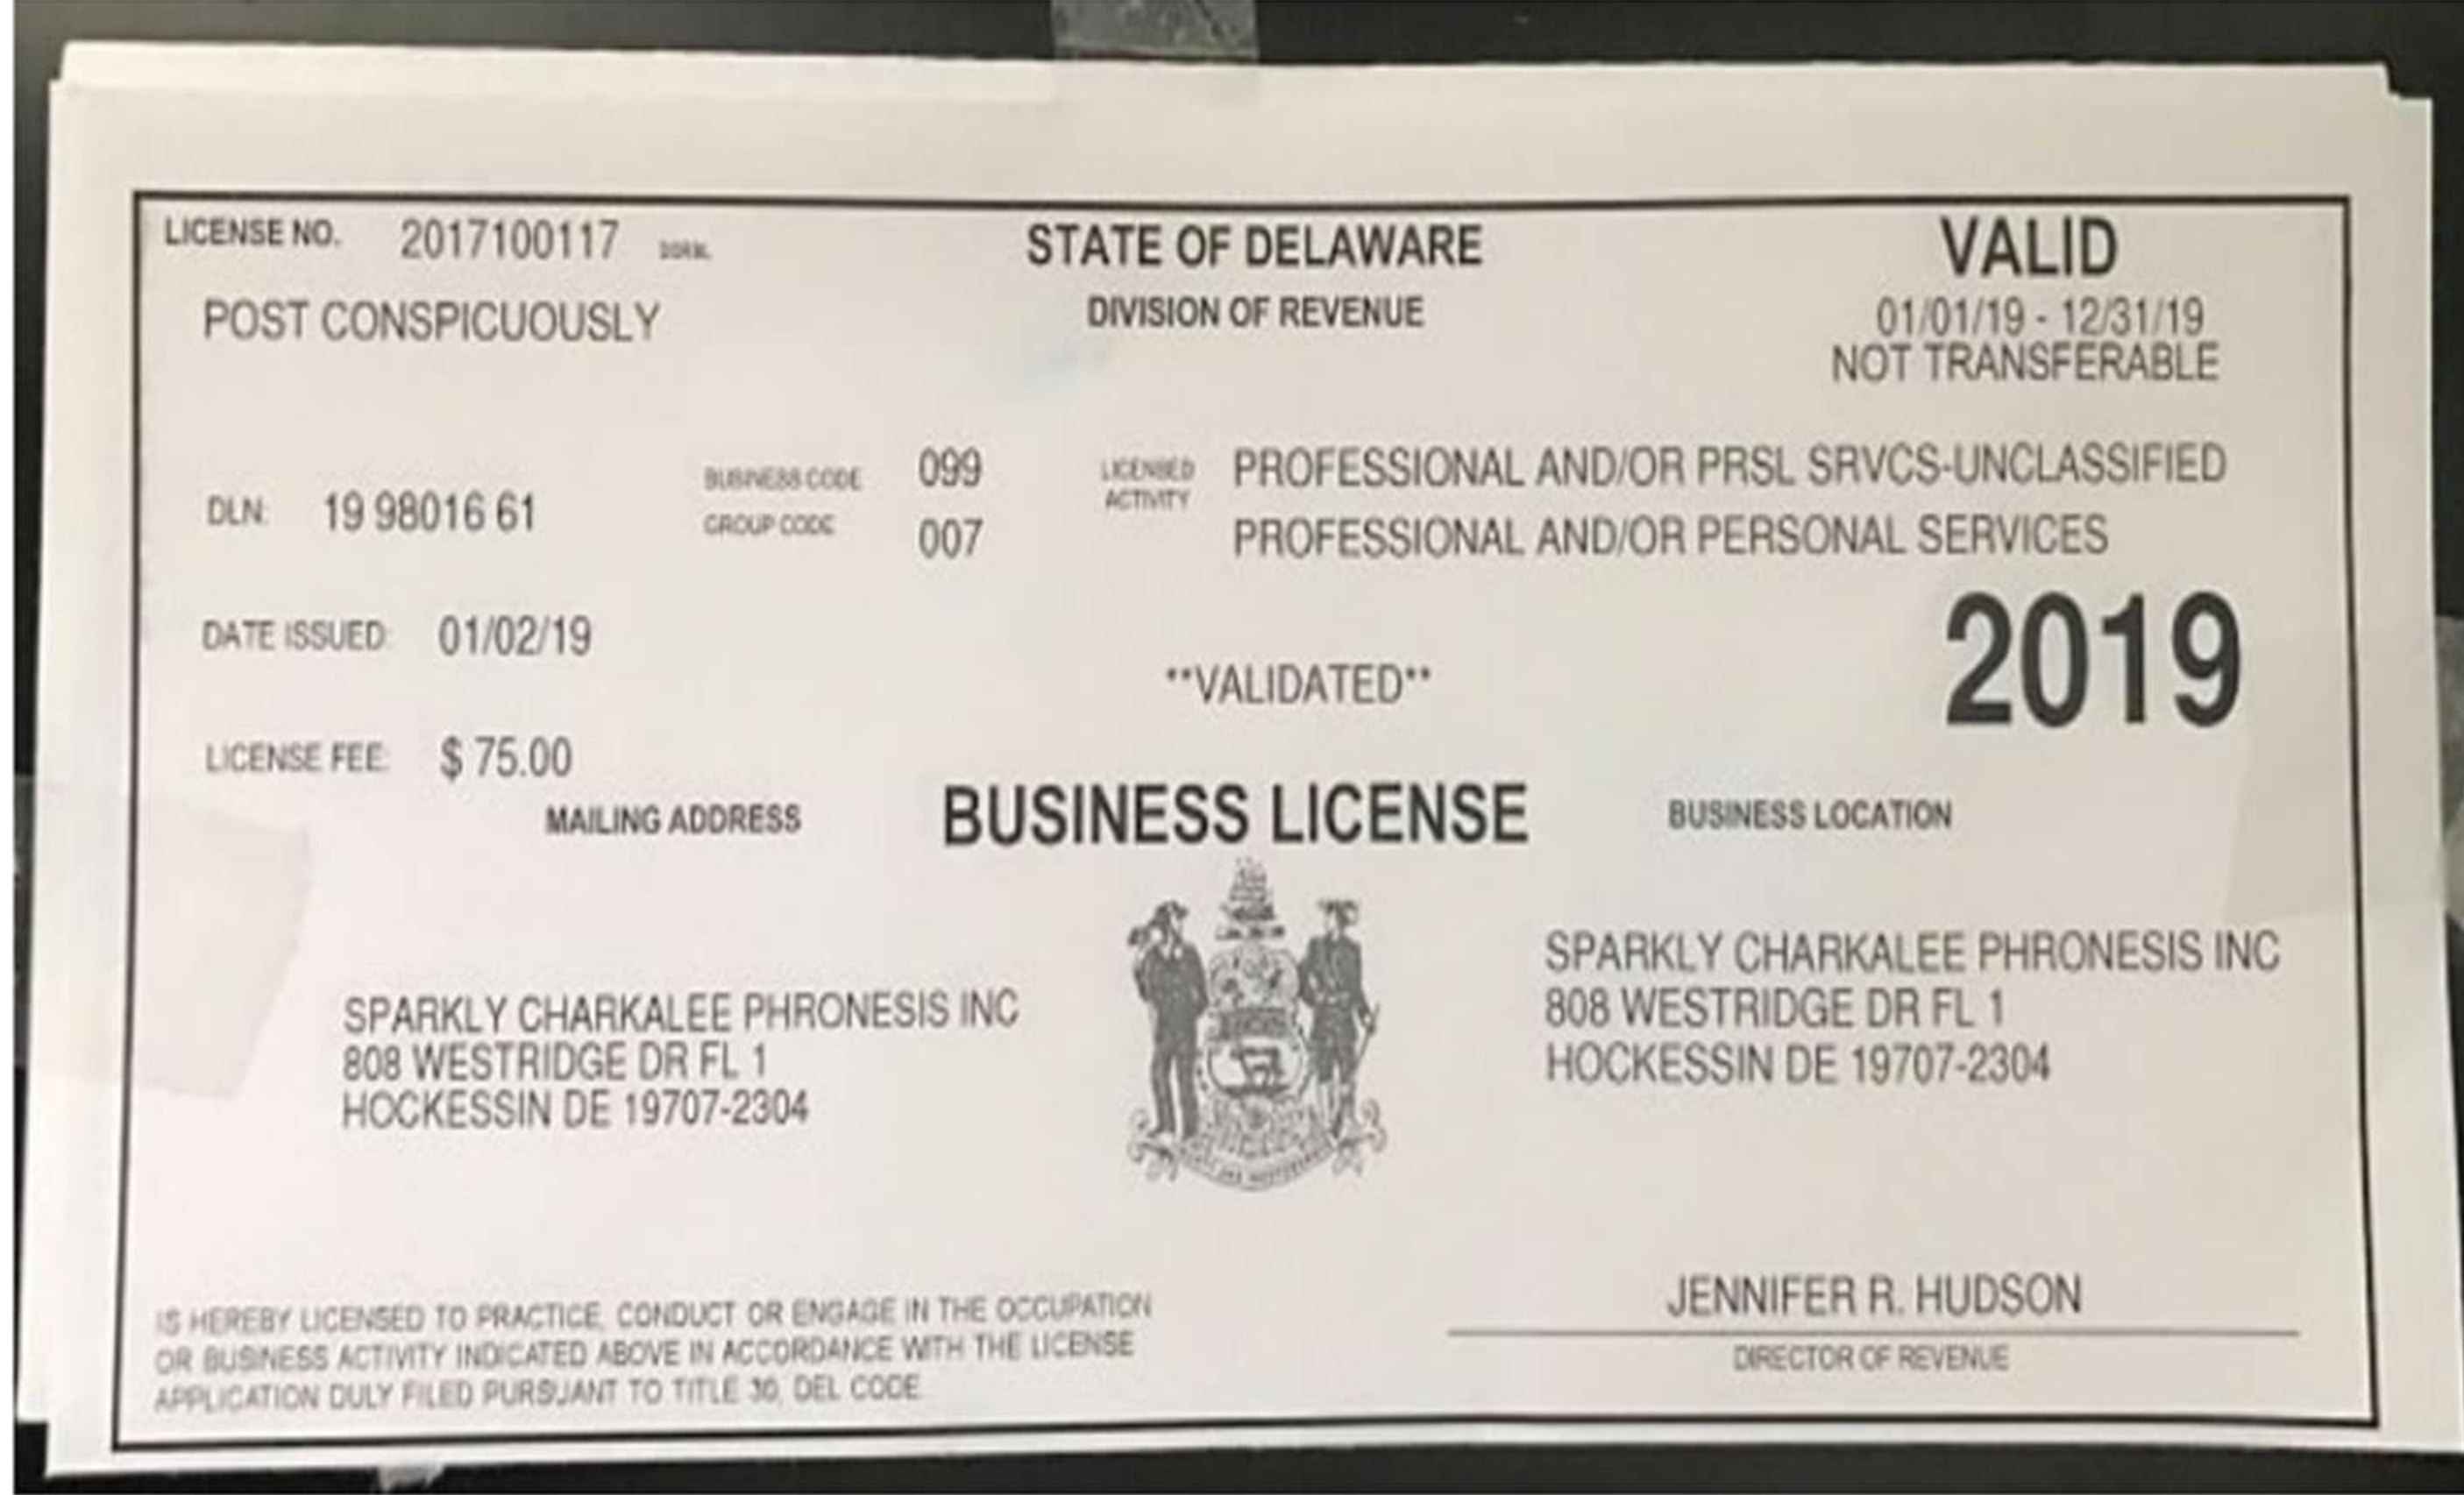 LICENSE NO. 2017100117
POST CONSPICUOUSLY
STATE OF DELAWARE
DIVISION OF REVENUE
VALID
01/01/19 - 12/31/19
NOT TRANSFERABLE
DLN: 19 98016 61
BUSINESS CODE 099
GROUP CODE 007
LICENSED
ACTIVITY
PROFESSIONAL AND/OR PRSL SRVCS-UNCLASSIFIED
PROFESSIONAL AND/OR PERSONAL SERVICES
DATE ISSUED: 01/02/19
**VALIDATED**
2019
LICENSE FEE: $ 75.00
MAILING ADDRESS
BUSINESS LICENSE
BUSINESS LOCATION
SPARKLY CHARKALEE PHRONESIS INC
808 WESTRIDGE DR FL 1
HOCKESSIN DE 19707-2304
SPARKLY CHARKALEE PHRONESIS INC
808 WESTRIDGE DR FL 1
HOCKESSIN DE 19707-2304
IS HEREBY LICENSED TO PRACTICE, CONDUCT OR ENGAGE IN THE OCCUPATION
OR BUSINESS ACTIVITY INDICATED ABOVE IN ACCORDANCE WITH THE LICENSE
APPLICATION DULY FILED PURSUANT TO TITLE 30, DEL CODE
JENNIFER R. HUDSON
DIRECTOR OF REVENUE